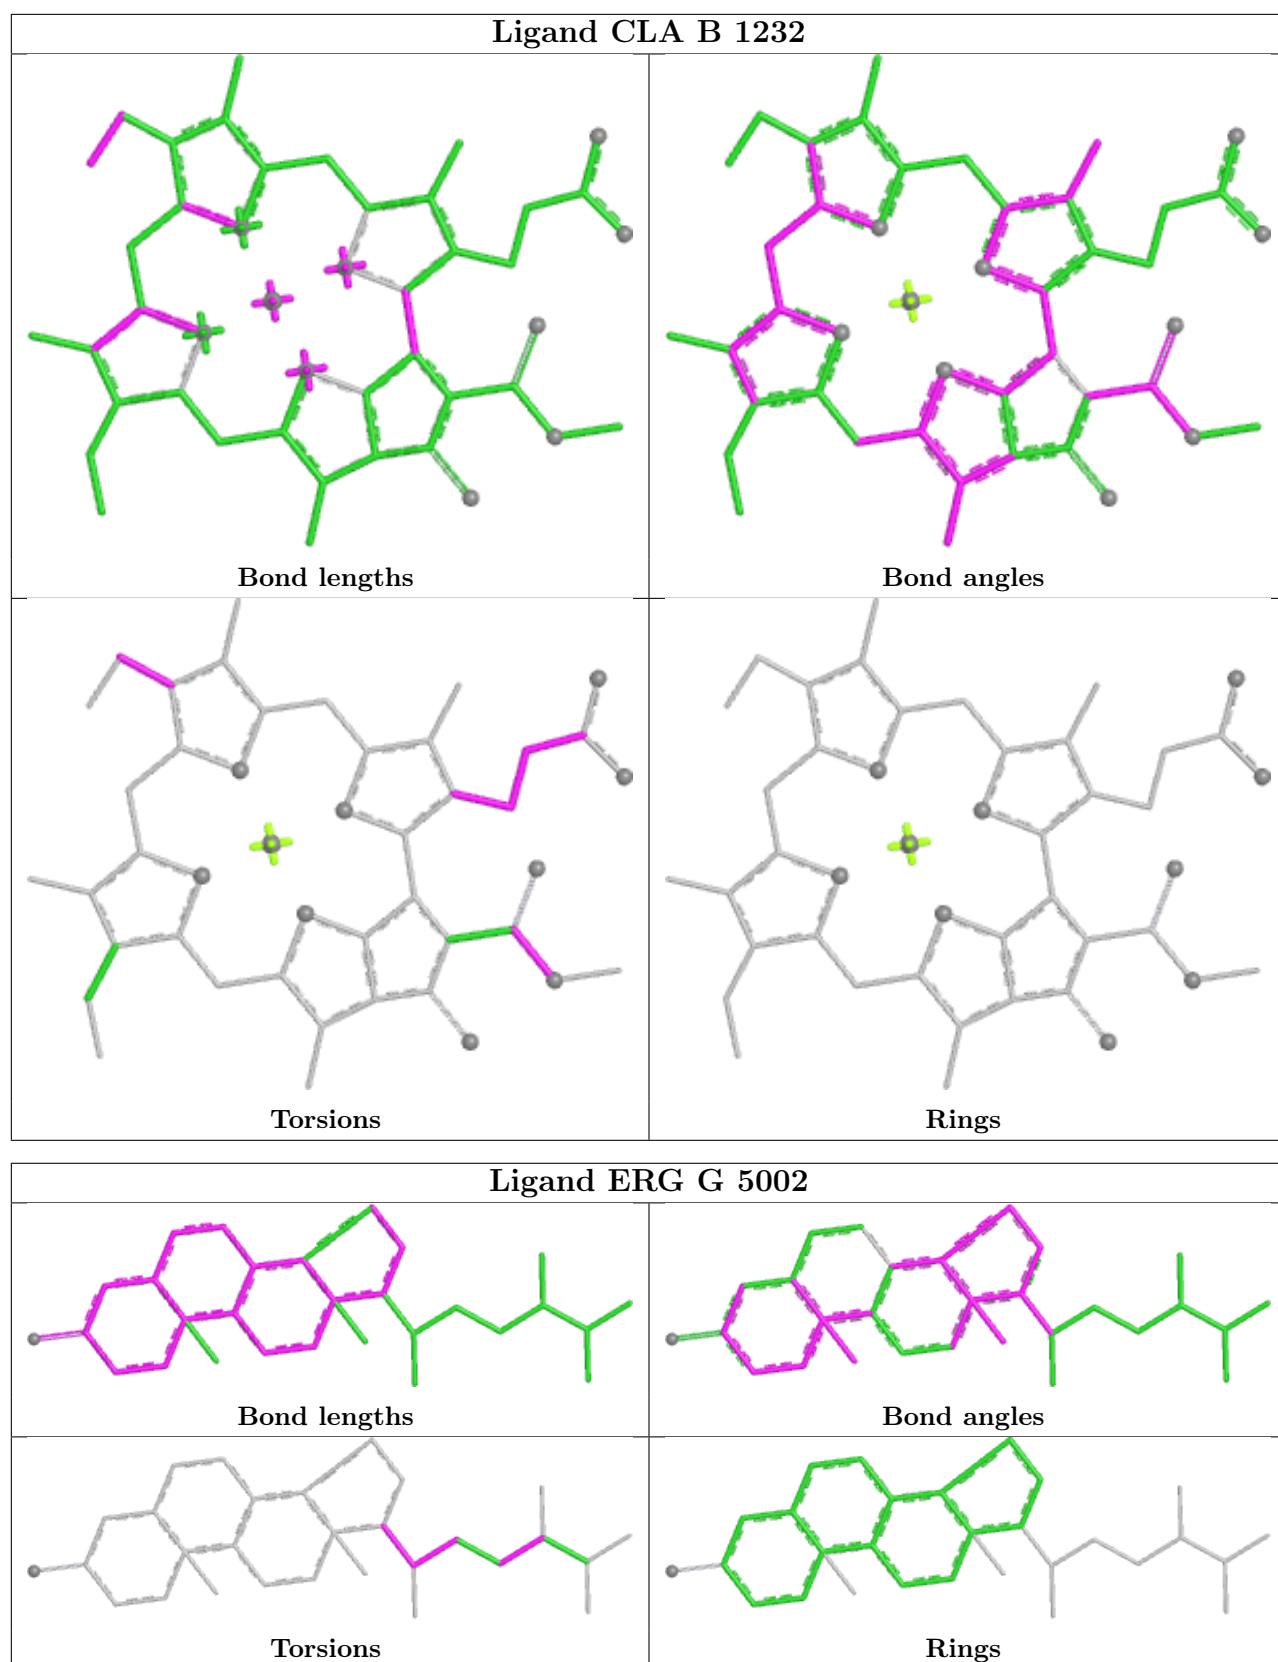 Ligand CLA B 1232
Bond lengths
Bond angles
Torsions
Rings
Ligand ERG G 5002
Bond lengths
Bond angles
Torsions
Rings